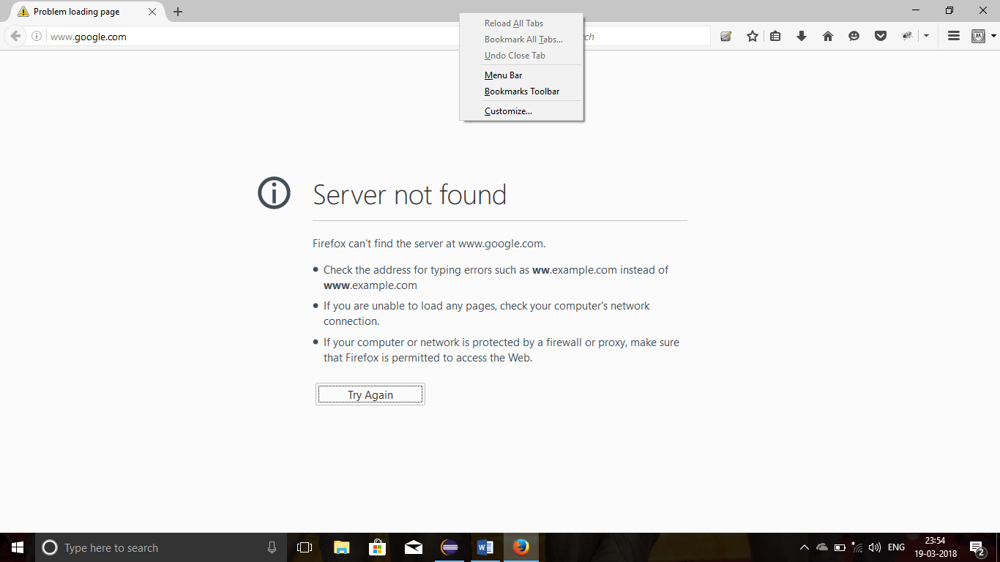 Problem loading page
www.google.com
rch
Reload All Tabs
Bookmark All Tabs...
Undo Close Tab
Menu Bar
Bookmarks Toolbar
Customize...
Server not found
Firefox can't find the server at www.google.com.
Check the address for typing errors such as ww.example.com instead of
www.example.com
If you are unable to load any pages, check your computer's network
connection.
If your computer or network is protected by a firewall or proxy, make sure
that Firefox is permitted to access the Web.
Try Again
Type here to search
ENG
23:54
19-03-2018
2